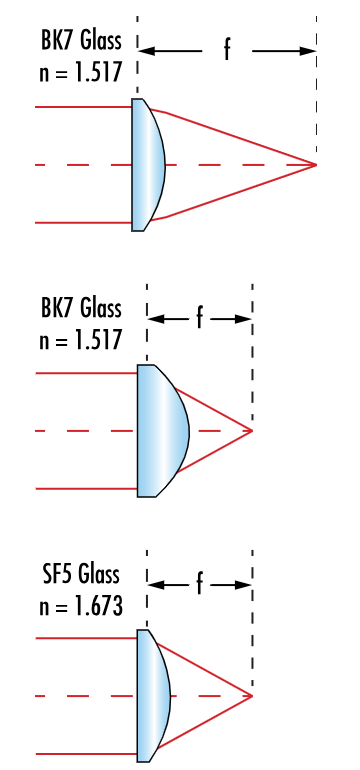 BK7 Glass
n = 1.517
f
BK7 Glass
n = 1.517
f
SF5 Glass
n = 1.673
f